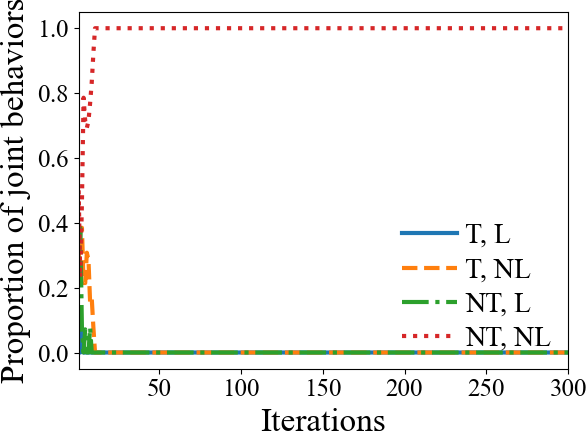 Proportion of joint behaviors
1.0
0.8
0.6
0.4
0.2
0.0
T, L
T, NL
NT, L
NT, NL
50 100 150 200 250 300
Iterations